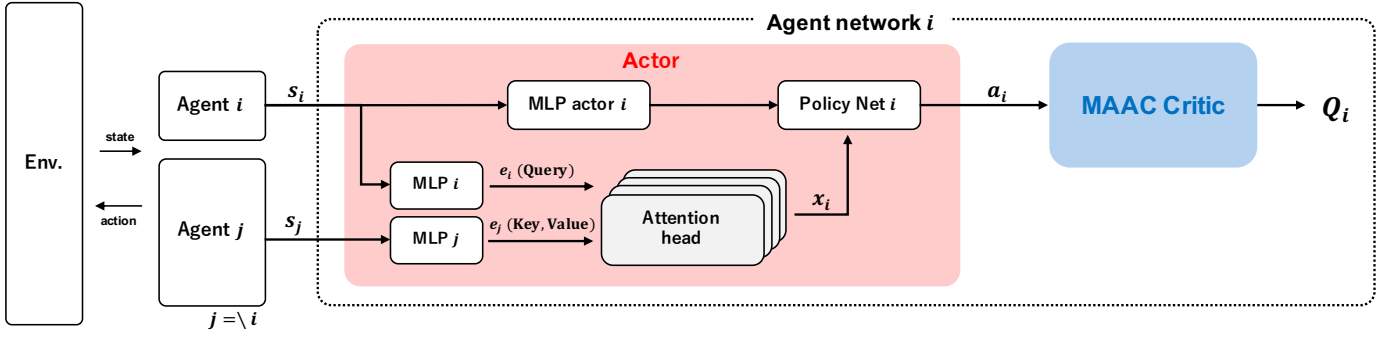 Agent network i
Actor
Env.
state
action
Agent i
s_i
MLP actor i
Policy Net i
a_i
MAAC Critic
Q_i
MLP i
e_i (Query)
Agent j
s_j
MLP j
e_j (Key, Value)
Attention
head
x_i
j =\ i